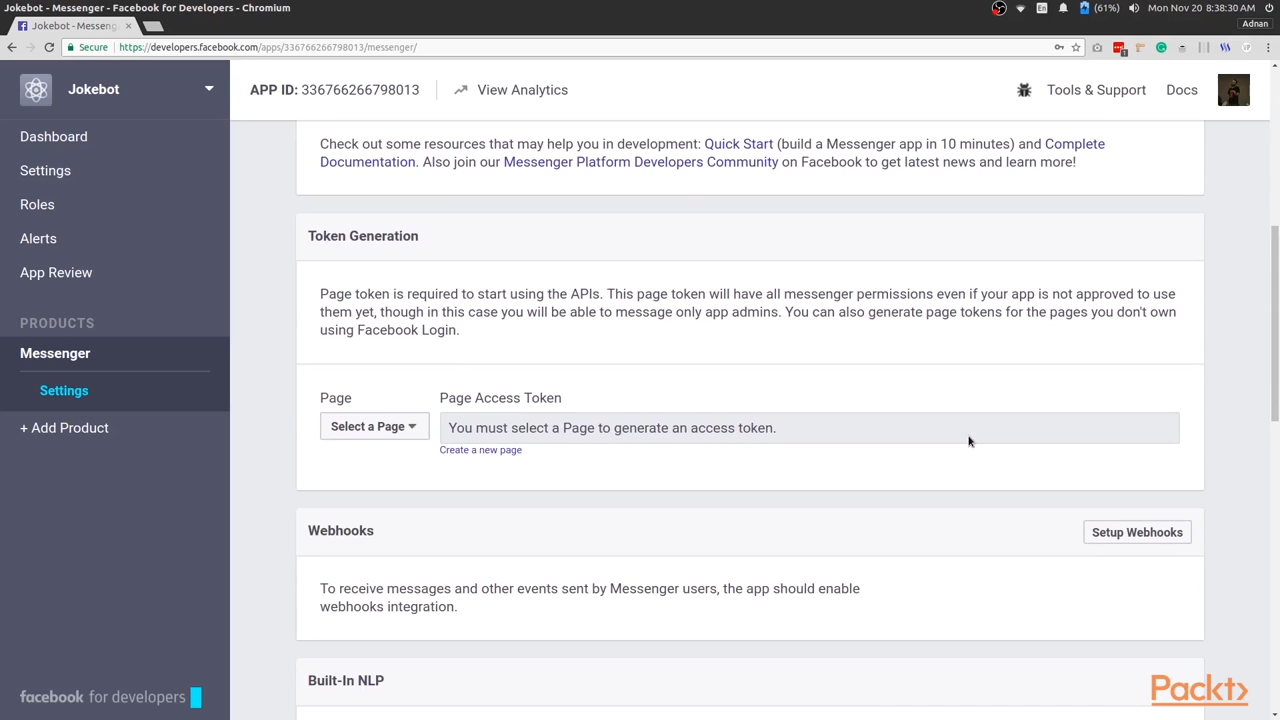 Jokebot - Messenger - Facebook for Developers - Chromium
En
(61%)
Mon Nov 20 8:38:30 AM
Jokebot - Messeng
Adnan
Secure
https://developers.facebook.com/apps/336766266798013/messenger/
Jokebot
APP ID: 336766266798013
View Analytics
Tools & Support
Docs
Dashboard
Settings
Roles
Alerts
App Review
PRODUCTS
Messenger
Settings
+ Add Product
facebook for developers
Check out some resources that may help you in development: Quick Start (build a Messenger app in 10 minutes) and Complete
Documentation. Also join our Messenger Platform Developers Community on Facebook to get latest news and learn more!
Token Generation
Page token is required to start using the APIs. This page token will have all messenger permissions even if your app is not approved to use
them yet, though in this case you will be able to message only app admins. You can also generate page tokens for the pages you don't own
using Facebook Login.
Page
Page Access Token
Select a Page
You must select a Page to generate an access token.
Create a new page
Webhooks
Setup Webhooks
To receive messages and other events sent by Messenger users, the app should enable
webhooks integration.
Built-In NLP
Packt